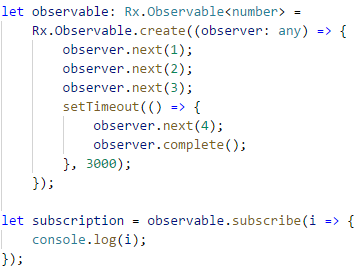 let observable: Rx.Observable<number> =
    Rx.Observable.create((observer: any) => {
        observer.next(1);
        observer.next(2);
        observer.next(3);
        setTimeout(() => {
            observer.next(4);
            observer.complete();
        }, 3000);
    });

let subscription = observable.subscribe(i => {
    console.log(i);
});